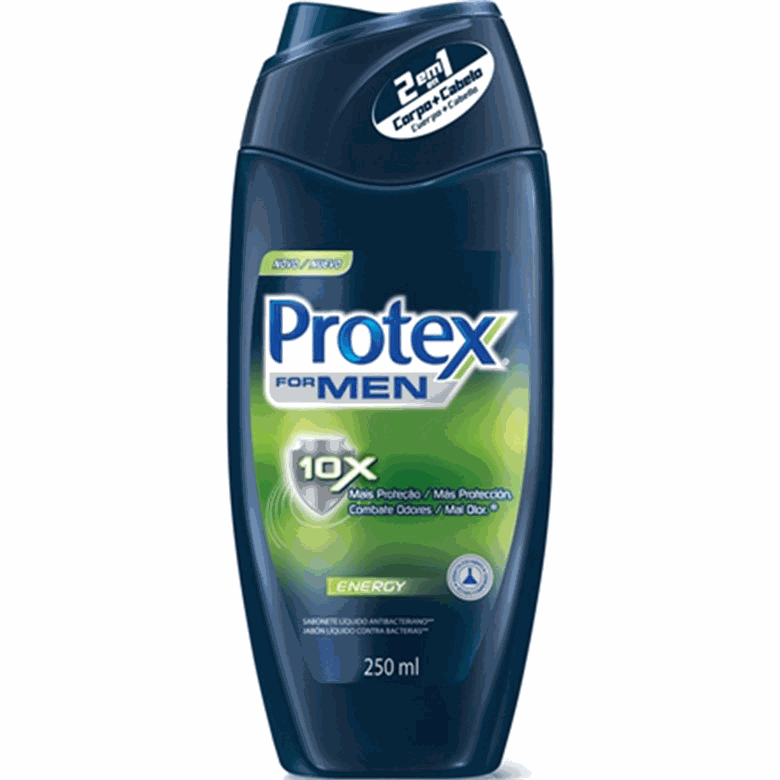 2 em 1
en
Corpo+Cabelo
Cuerpo+Cabello
NOVO / NUEVO
Protex®
FOR MEN
10X
Mais Proteção / Más Protección.
Combate Odores / Mal Olor.*
ENERGY
SABONETE LÍQUIDO ANTIBACTERIANO**
JABÓN LÍQUIDO CONTRA BACTERIAS**
250 ml